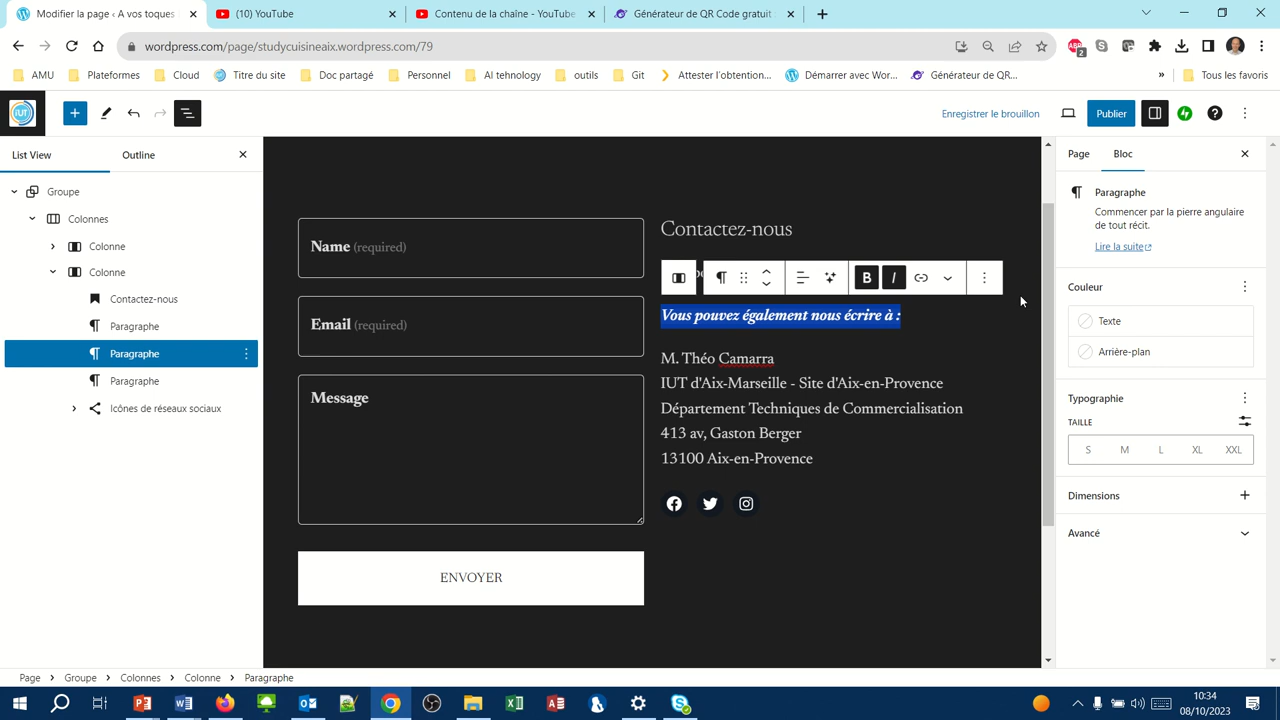 Modifier la page « A vos toques
(10) YouTube
Contenu de la chaîne - YouTube
Générateur de QR Code gratuit
wordpress.com/page/studycuisineaix.wordpress.com/79
ABP
2
AMU
Plateformes
Cloud
Titre du site
Doc partagé
Personnel
AI tehnology
outils
Git
Attester l'obtention...
Démarrer avec Wor...
Générateur de QR...
»
Tous les favoris
IUT
Enregistrer le brouillon
Publier
List View
Outline
Page
Bloc
Groupe
Colonnes
Colonne
Colonne
Contactez-nous
Paragraphe
Paragraphe
Paragraphe
Icônes de réseaux sociaux
Name (required)
Email (required)
Message
ENVOYER
Contactez-nous
B
I
Vous pouvez également nous écrire à :
M. Théo Camarra
IUT d'Aix-Marseille - Site d'Aix-en-Provence
Département Techniques de Commercialisation
413 av, Gaston Berger
13100 Aix-en-Provence
Paragraphe
Commencer par la pierre angulaire
de tout récit.
Lire la suite
Couleur
Texte
Arrière-plan
Typographie
TAILLE
S M L XL XXL
Dimensions
Avancé
Page
Groupe
Colonnes
Colonne
Paragraphe
10:34
08/10/2023